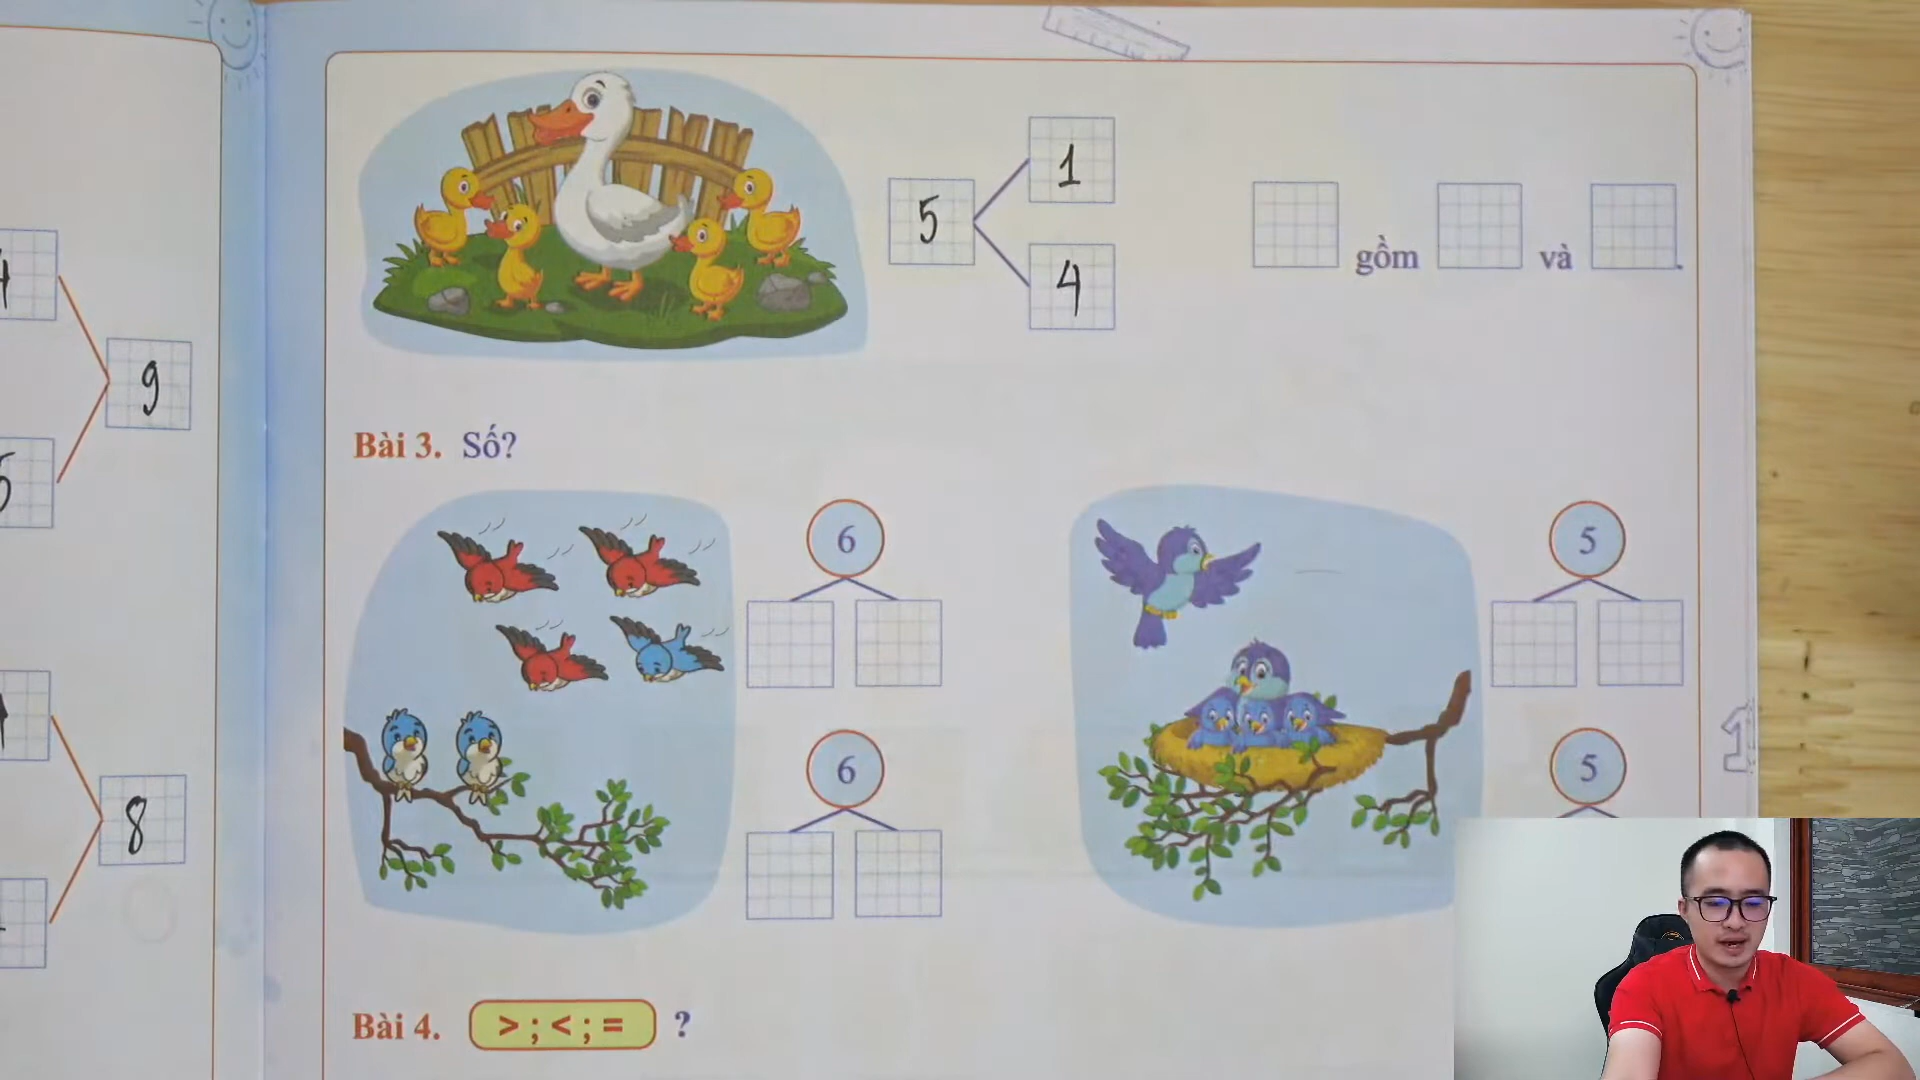 1
5
gồm
và
.
4
9
Bài 3. Số?
6
5
6
5
8
Bài 4. > ; < ; = ?